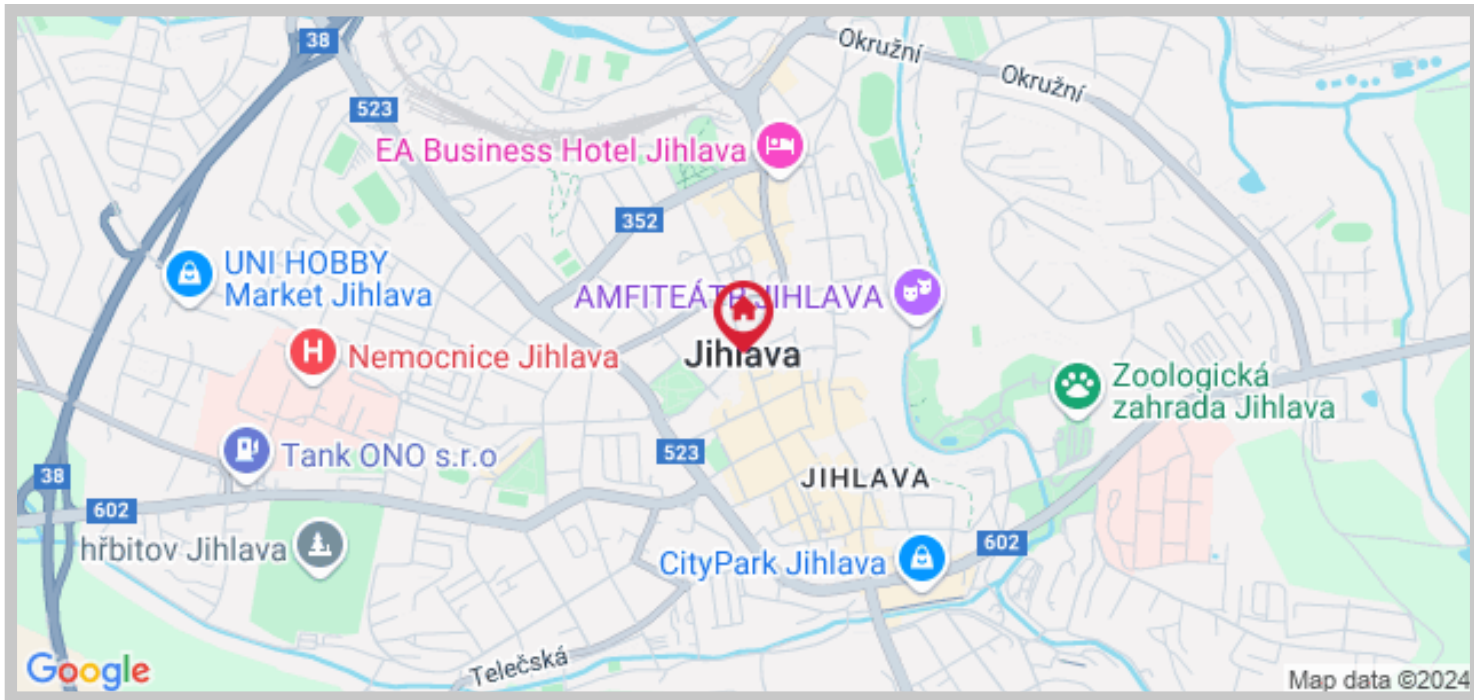 38
Okružní
Okružní
523
EA Business Hotel Jihlava
352
UNI HOBBY
Market Jihlava
AMFITEÁTR JIHLAVA
Jihlava
Nemocnice Jihlava
Zoologická
zahrada Jihlava
Tank ONO s.r.o
523
38
JIHLAVA
602
hřbitov Jihlava
602
CityPark Jihlava
Telečská
Google
Map data ©2024